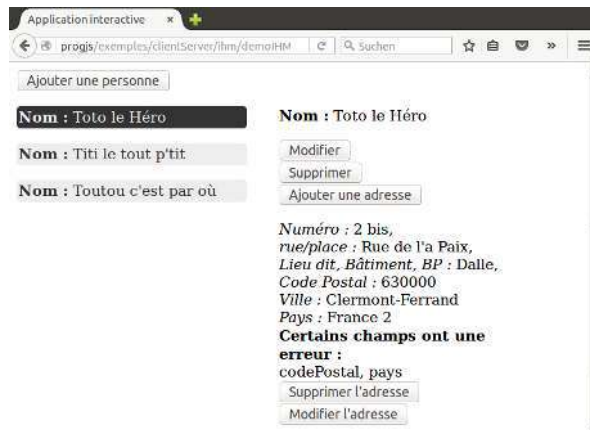 Application interactive ×
progjs/exemples/clientServer/ihm/demoIHM Suchen »
Ajouter une personne
Nom : Toto le Héro
Nom : Titi le tout p'tit
Nom : Toutou c'est par où
Nom : Toto le Héro
Modifier
Supprimer
Ajouter une adresse
Numéro : 2 bis,
rue/place : Rue de l'a Paix,
Lieu dit, Bâtiment, BP : Dalle,
Code Postal : 630000
Ville : Clermont-Ferrand
Pays : France 2
Certains champs ont une
erreur :
codePostal, pays
Supprimer l'adresse
Modifier l'adresse